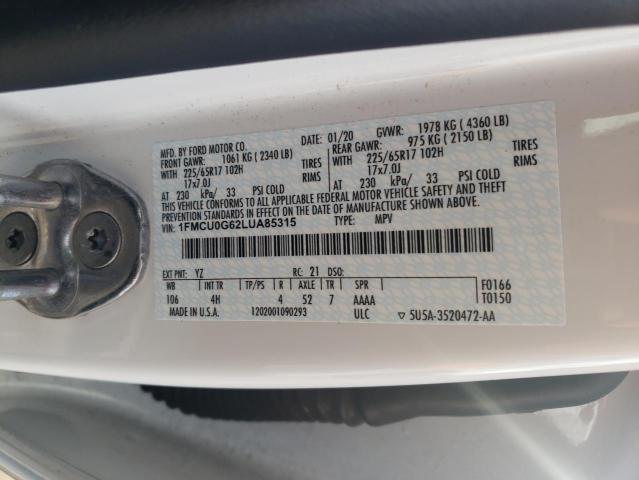 MFD. BY FORD MOTOR CO. 01/20 GVWR: 1978 KG ( 4360 LB)
FRONT GAWR: 1061 KG ( 2340 LB) REAR GAWR: 975 KG ( 2150 LB)
WITH 225/65R17 102H TIRES WITH 225/65R17 102H TIRES
17x7.0J RIMS 17x7.0J RIMS
AT 230 kPa/ 33 PSI COLD AT 230 kPa/ 33 PSI COLD
THIS VEHICLE CONFORMS TO ALL APPLICABLE FEDERAL MOTOR VEHICLE SAFETY AND THEFT
PREVENTION STANDARDS IN EFFECT ON THE DATE OF MANUFACTURE SHOWN ABOVE.
VIN: 1FMCU0G62LUA85315 TYPE: MPV
EXT PNT: YZ RC: 21 DSO:
WB INT TR TP/PS R AXLE TR SPR F0166
106 4H 4 52 7 AAAA T0150
MADE IN U.S.A. 1202001090293 ULC ▽ 5U5A-3520472-AA